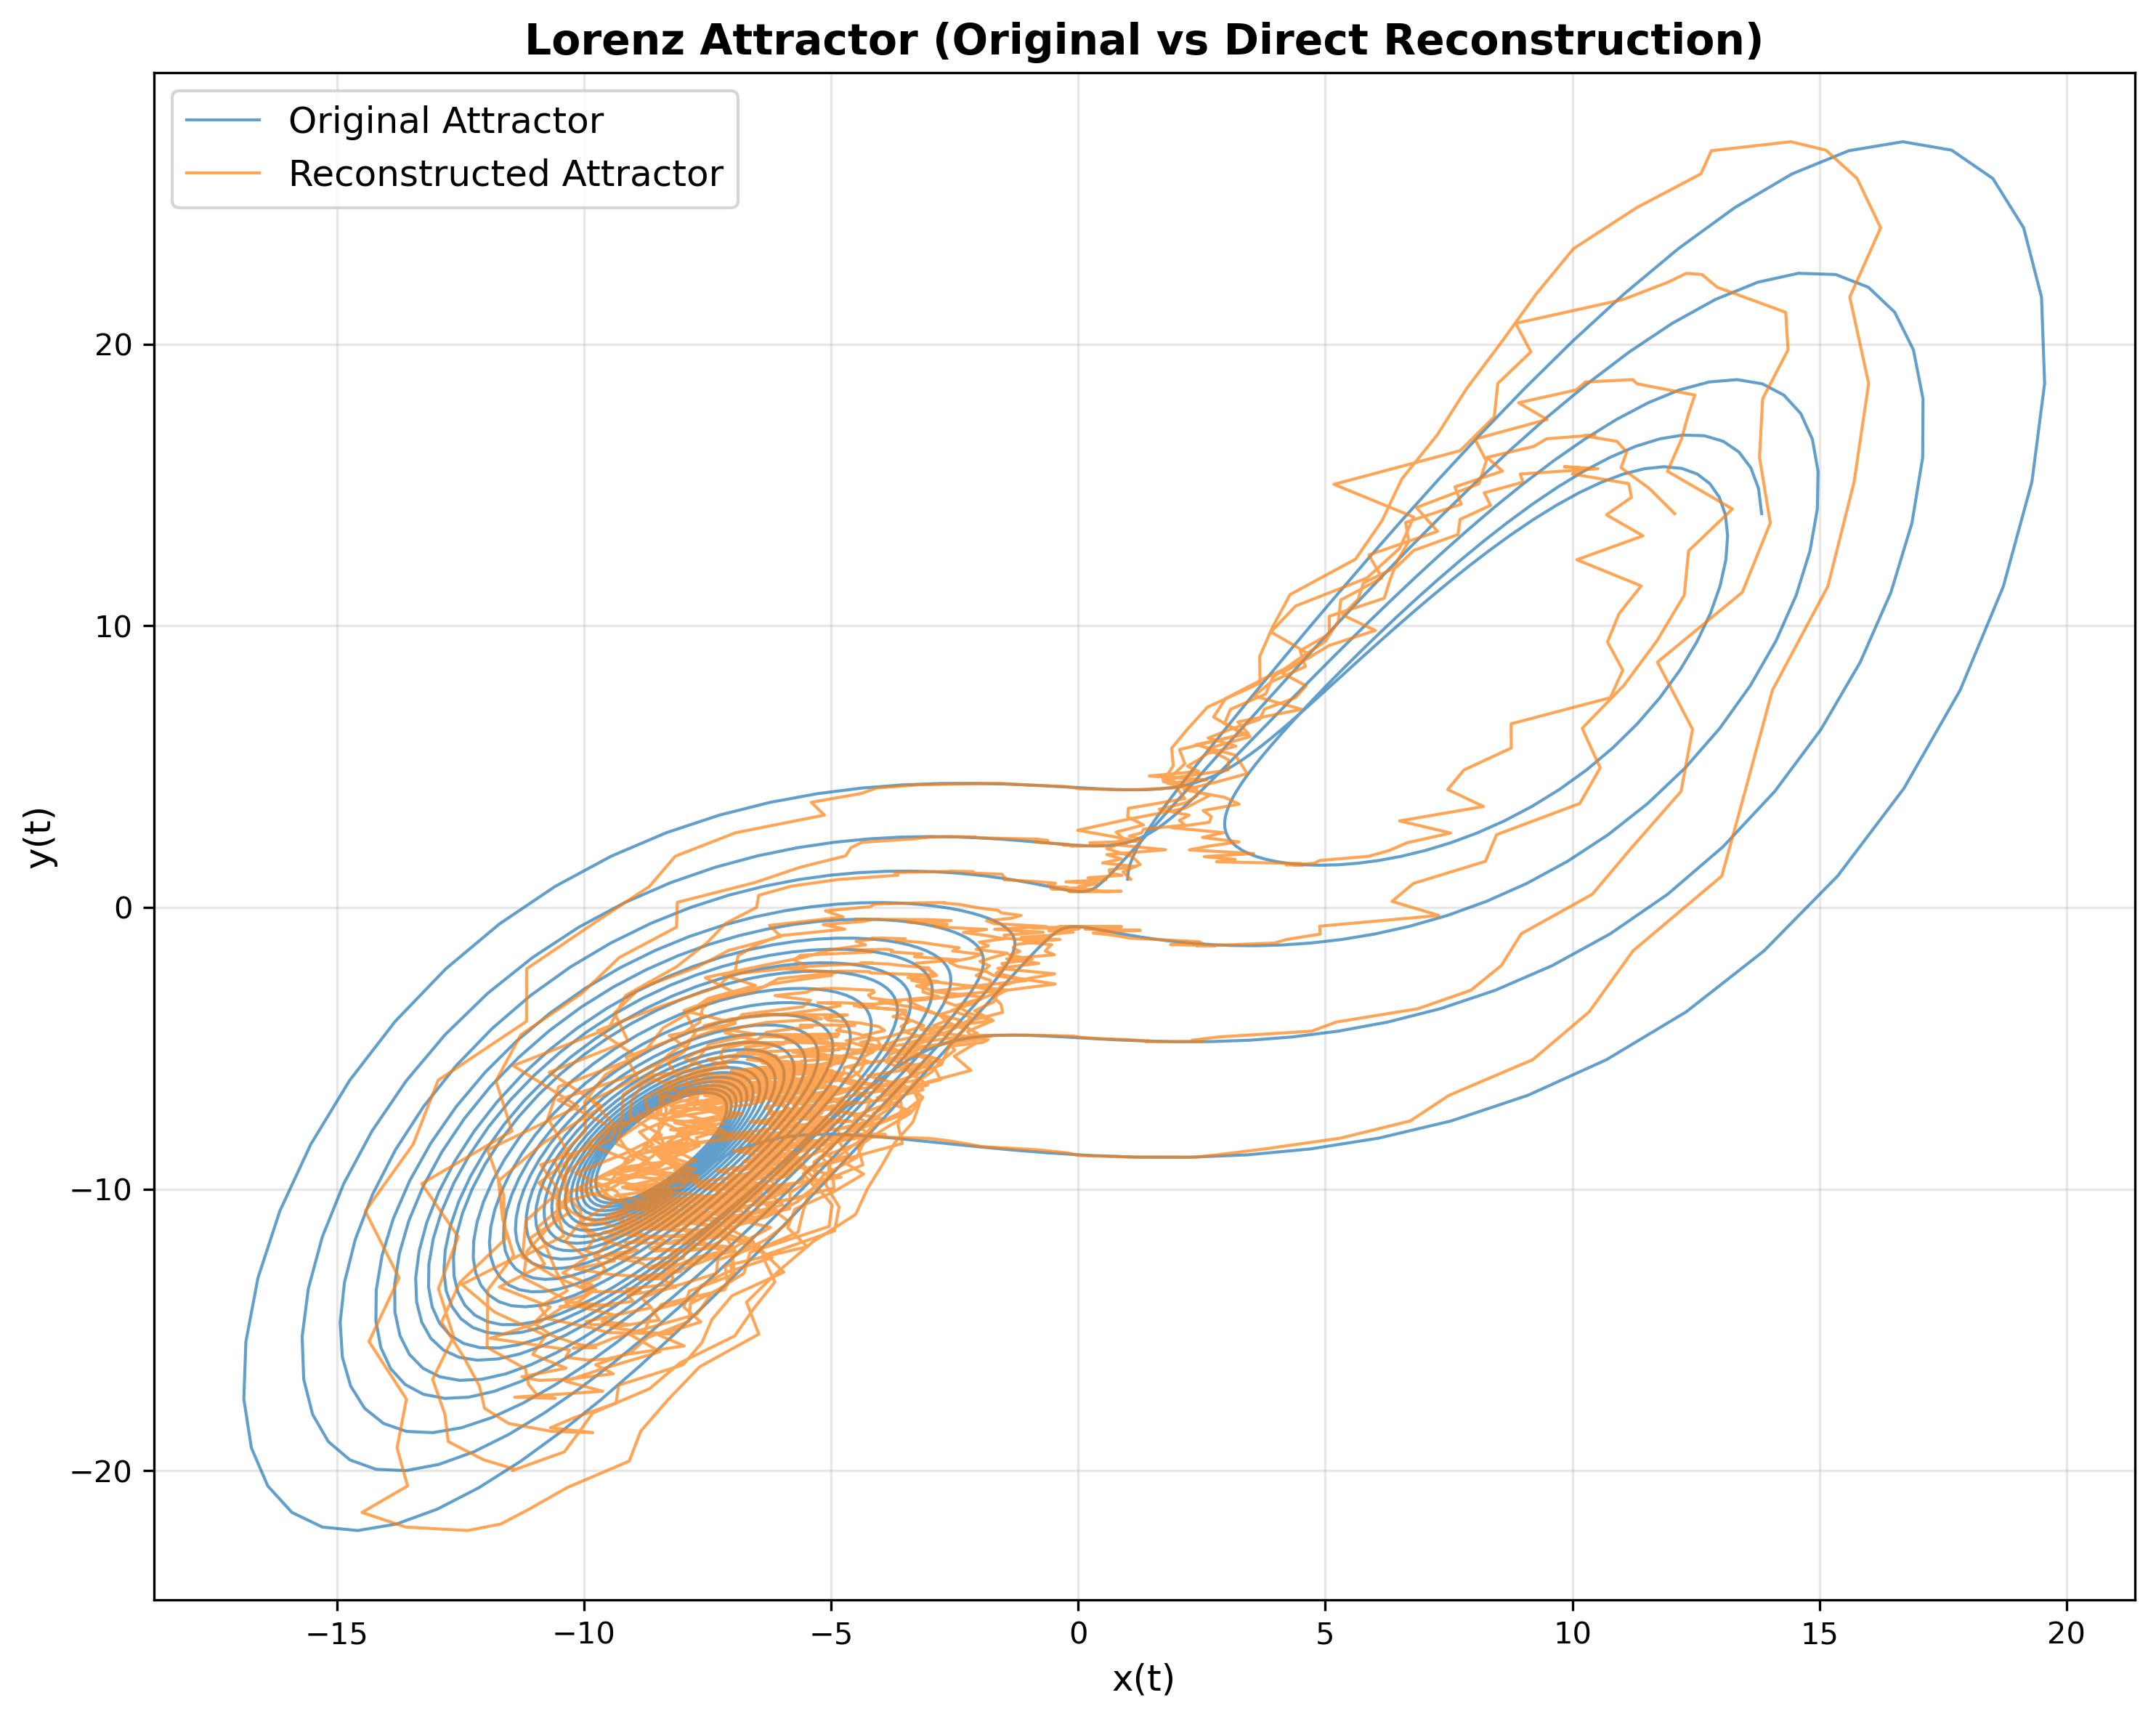 Lorenz Attractor (Original vs Direct Reconstruction)
Original Attractor
Reconstructed Attractor
20
10
0
−10
−20
y(t)
−15 −10 −5 0 5 10 15 20
x(t)